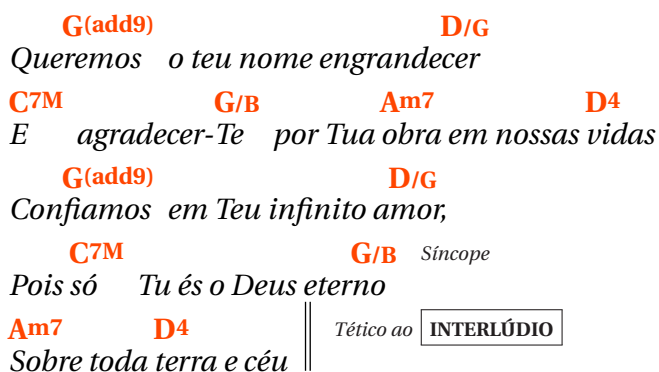 G(add9) D/G
Queremos o teu nome engrandecer
C7M G/B Am7 D4
E agradecer-Te por Tua obra em nossas vidas
G(add9) D/G
Confiamos em Teu infinito amor,
C7M G/B Síncope
Pois só Tu és o Deus eterno
Am7 D4 Tético ao INTERLÚDIO
Sobre toda terra e céu